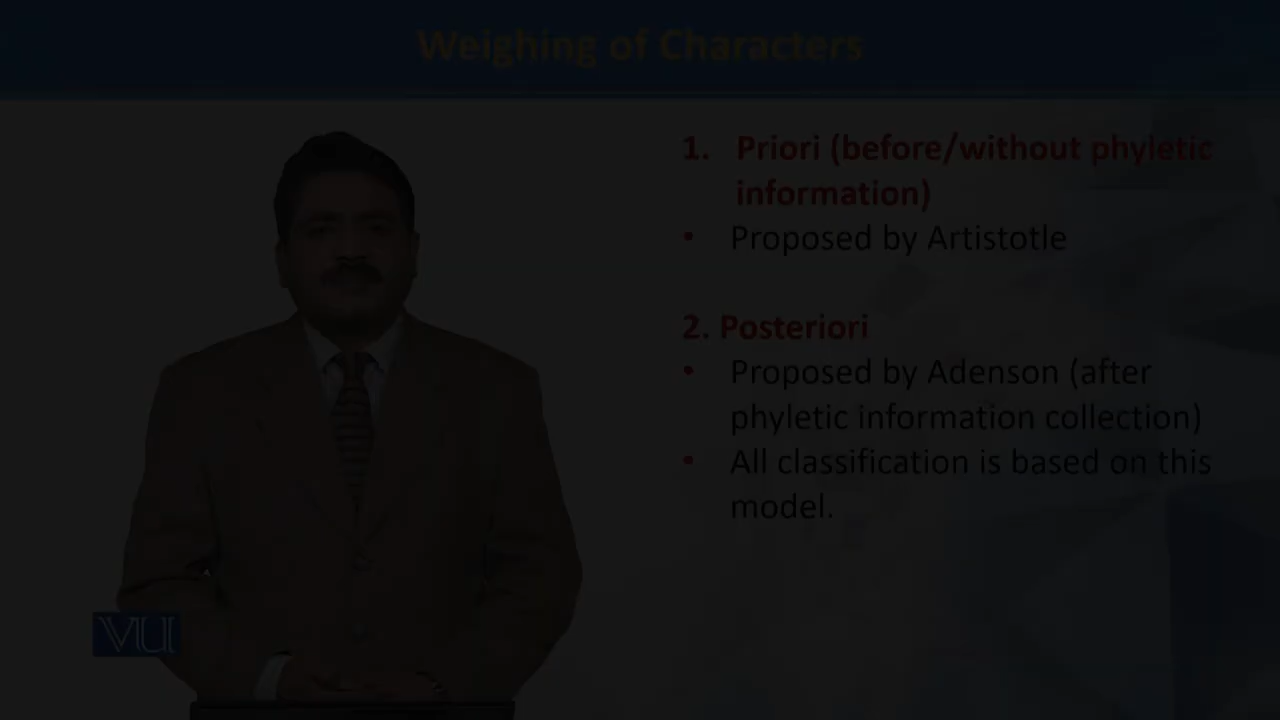 Weighing of Characters
1. Priori (before/without phyletic
information)
• Proposed by Artistotle
2. Posteriori
• Proposed by Adenson (after
phyletic information collection)
• All classification is based on this
model.
VU